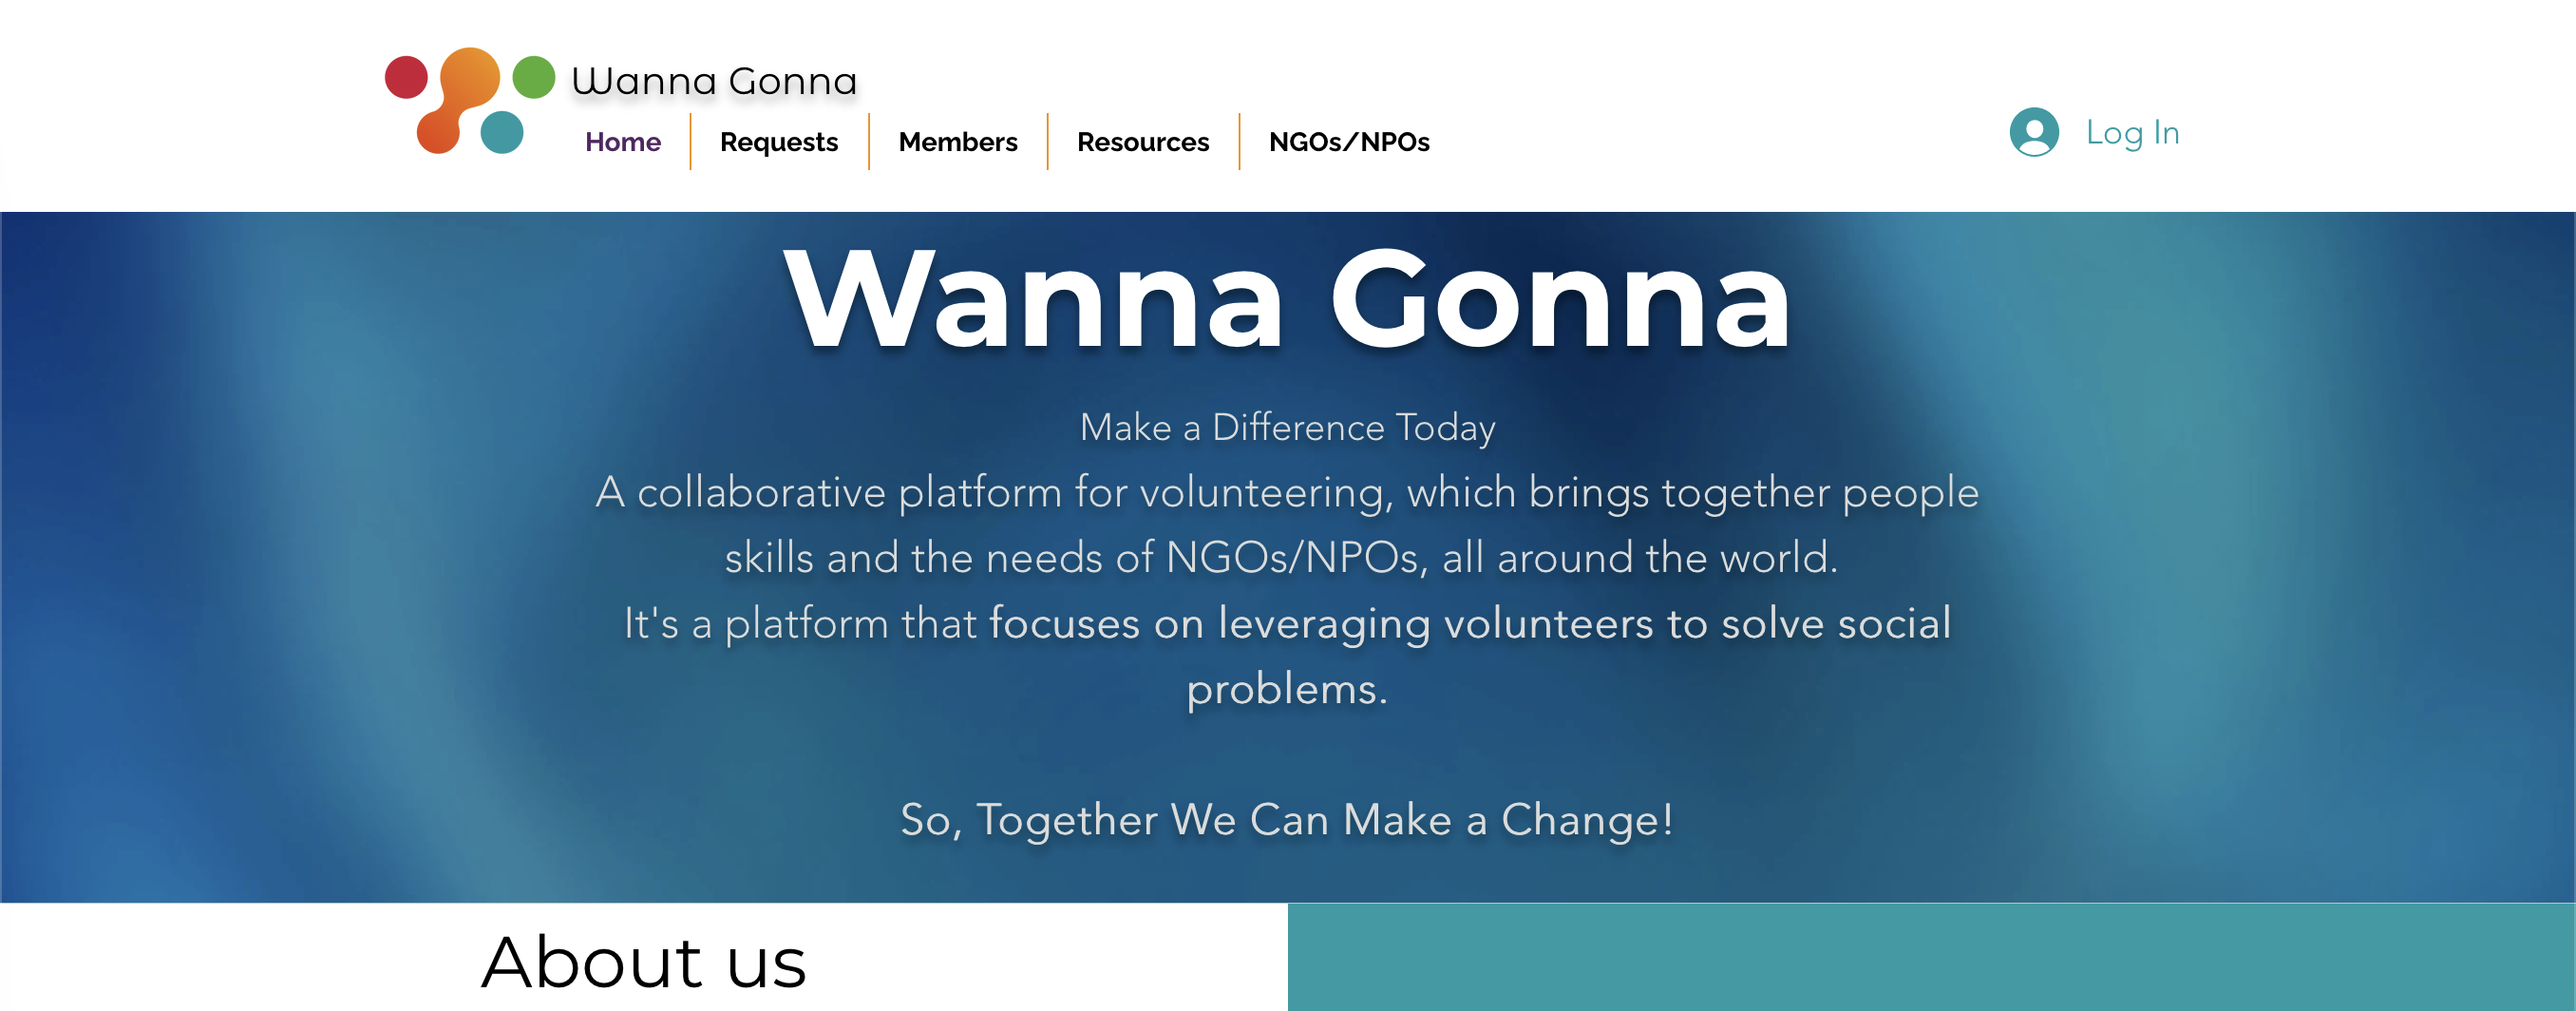 Wanna Gonna
Home
Requests
Members
Resources
NGOs/NPOs
Log In
Wanna Gonna
Make a Difference Today
A collaborative platform for volunteering, which brings together people
skills and the needs of NGOs/NPOs, all around the world.
It's a platform that focuses on leveraging volunteers to solve social
problems.
So, Together We Can Make a Change!
About us